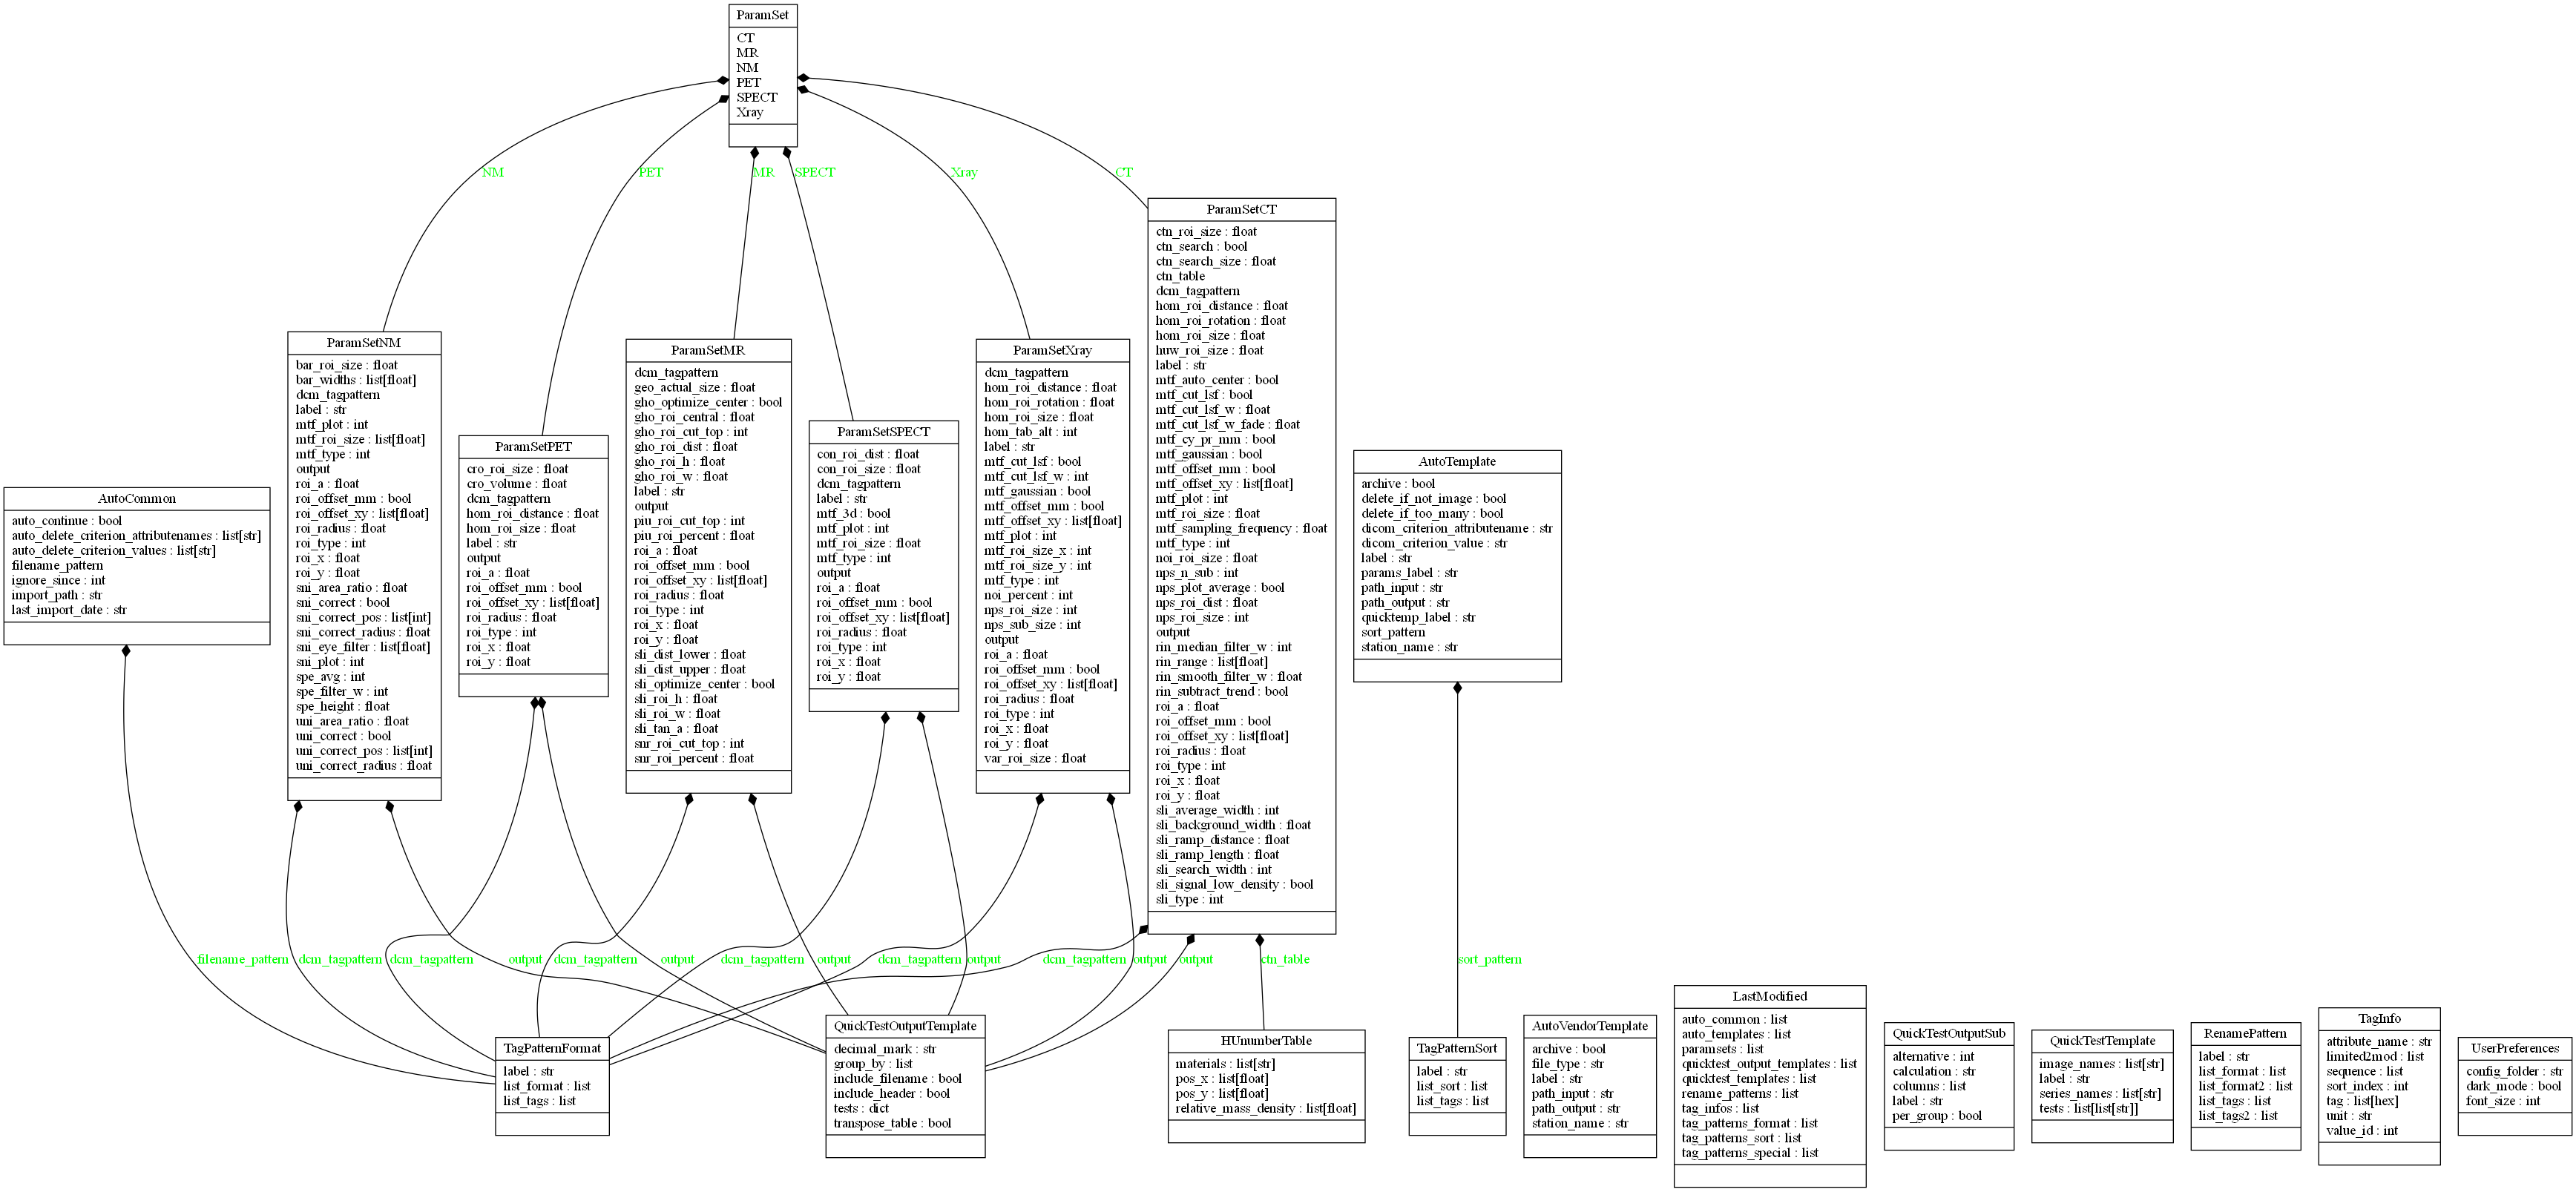 ParamSet
CT
MR
NM
PET
SPECT
Xray
NM
PET
MR
SPECT
Xray
CT
ParamSetCT
ctn_roi_size : float
ctn_search : bool
ctn_search_size : float
ctn_table
dcm_tagpattern
hom_roi_distance : float
hom_roi_rotation : float
hom_roi_size : float
huw_roi_size : float
label : str
mtf_auto_center : bool
mtf_cut_lsf : bool
mtf_cut_lsf_w : float
mtf_cut_lsf_w_fade : float
mtf_cy_pr_mm : bool
mtf_gaussian : bool
mtf_offset_mm : bool
mtf_offset_xy : list[float]
mtf_plot : int
mtf_roi_size : float
mtf_sampling_frequency : float
mtf_type : int
noi_roi_size : float
nps_n_sub : int
nps_plot_average : bool
nps_roi_dist : float
nps_roi_size : int
output
rin_median_filter_w : int
rin_range : list[float]
rin_smooth_filter_w : float
rin_subtract_trend : bool
roi_a : float
roi_offset_mm : bool
roi_offset_xy : list[float]
roi_radius : float
roi_type : int
roi_x : float
roi_y : float
sli_average_width : int
sli_background_width : float
sli_ramp_distance : float
sli_ramp_length : float
sli_search_width : int
sli_signal_low_density : bool
sli_type : int
ParamSetNM
bar_roi_size : float
bar_widths : list[float]
dcm_tagpattern
label : str
mtf_plot : int
mtf_roi_size : list[float]
mtf_type : int
output
roi_a : float
roi_offset_mm : bool
roi_offset_xy : list[float]
roi_radius : float
roi_type : int
roi_x : float
roi_y : float
sni_area_ratio : float
sni_correct : bool
sni_correct_pos : list[int]
sni_correct_radius : float
sni_eye_filter : list[float]
sni_plot : int
spe_avg : int
spe_filter_w : int
spe_height : float
uni_area_ratio : float
uni_correct : bool
uni_correct_pos : list[int]
uni_correct_radius : float
ParamSetMR
dcm_tagpattern
geo_actual_size : float
gho_optimize_center : bool
gho_roi_central : float
gho_roi_cut_top : int
gho_roi_dist : float
gho_roi_h : float
gho_roi_w : float
label : str
output
piu_roi_cut_top : int
piu_roi_percent : float
roi_a : float
roi_offset_mm : bool
roi_offset_xy : list[float]
roi_radius : float
roi_type : int
roi_x : float
roi_y : float
sli_dist_lower : float
sli_dist_upper : float
sli_optimize_center : bool
sli_roi_h : float
sli_roi_w : float
sli_tan_a : float
snr_roi_cut_top : int
snr_roi_percent : float
ParamSetXray
dcm_tagpattern
hom_roi_distance : float
hom_roi_rotation : float
hom_roi_size : float
hom_tab_alt : int
label : str
mtf_cut_lsf : bool
mtf_cut_lsf_w : int
mtf_gaussian : bool
mtf_offset_mm : bool
mtf_offset_xy : list[float]
mtf_plot : int
mtf_roi_size_x : int
mtf_roi_size_y : int
mtf_type : int
noi_percent : int
nps_roi_size : int
nps_sub_size : int
output
roi_a : float
roi_offset_mm : bool
roi_offset_xy : list[float]
roi_radius : float
roi_type : int
roi_x : float
roi_y : float
var_roi_size : float
ParamSetSPECT
con_roi_dist : float
con_roi_size : float
dcm_tagpattern
label : str
mtf_3d : bool
mtf_plot : int
mtf_roi_size : float
mtf_type : int
output
roi_a : float
roi_offset_mm : bool
roi_offset_xy : list[float]
roi_radius : float
roi_type : int
roi_x : float
roi_y : float
ParamSetPET
cro_roi_size : float
cro_volume : float
dcm_tagpattern
hom_roi_distance : float
hom_roi_size : float
label : str
output
roi_a : float
roi_offset_mm : bool
roi_offset_xy : list[float]
roi_radius : float
roi_type : int
roi_x : float
roi_y : float
AutoTemplate
archive : bool
delete_if_not_image : bool
delete_if_too_many : bool
dicom_criterion_attributename : str
dicom_criterion_value : str
label : str
params_label : str
path_input : str
path_output : str
quicktemp_label : str
sort_pattern
station_name : str
AutoCommon
auto_continue : bool
auto_delete_criterion_attributenames : list[str]
auto_delete_criterion_values : list[str]
filename_pattern
ignore_since : int
import_path : str
last_import_date : str
filename_pattern
dcm_tagpattern
dcm_tagpattern
output
dcm_tagpattern
output
dcm_tagpattern
output
dcm_tagpattern
output
dcm_tagpattern
output
output
ctn_table
sort_pattern
TagPatternFormat
label : str
list_format : list
list_tags : list
QuickTestOutputTemplate
decimal_mark : str
group_by : list
include_filename : bool
include_header : bool
tests : dict
transpose_table : bool
HUnumberTable
materials : list[str]
pos_x : list[float]
pos_y : list[float]
relative_mass_density : list[float]
TagPatternSort
label : str
list_sort : list
list_tags : list
AutoVendorTemplate
archive : bool
file_type : str
label : str
path_input : str
path_output : str
station_name : str
LastModified
auto_common : list
auto_templates : list
paramsets : list
quicktest_output_templates : list
quicktest_templates : list
rename_patterns : list
tag_infos : list
tag_patterns_format : list
tag_patterns_sort : list
tag_patterns_special : list
QuickTestOutputSub
alternative : int
calculation : str
columns : list
label : str
per_group : bool
QuickTestTemplate
image_names : list[str]
label : str
series_names : list[str]
tests : list[list[str]]
RenamePattern
label : str
list_format : list
list_format2 : list
list_tags : list
list_tags2 : list
TagInfo
attribute_name : str
limited2mod : list
sequence : list
sort_index : int
tag : list[hex]
unit : str
value_id : int
UserPreferences
config_folder : str
dark_mode : bool
font_size : int